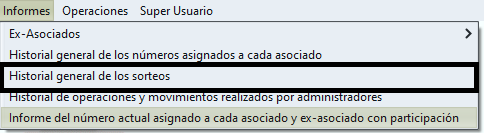 Informes Operaciones Super Usuario
Ex-Asociados
Historial general de los números asignados a cada asociado
Historial general de los sorteos
Historial de operaciones y movimientos realizados por administradores
Informe del número actual asignado a cada asociado y ex-asociado con participación